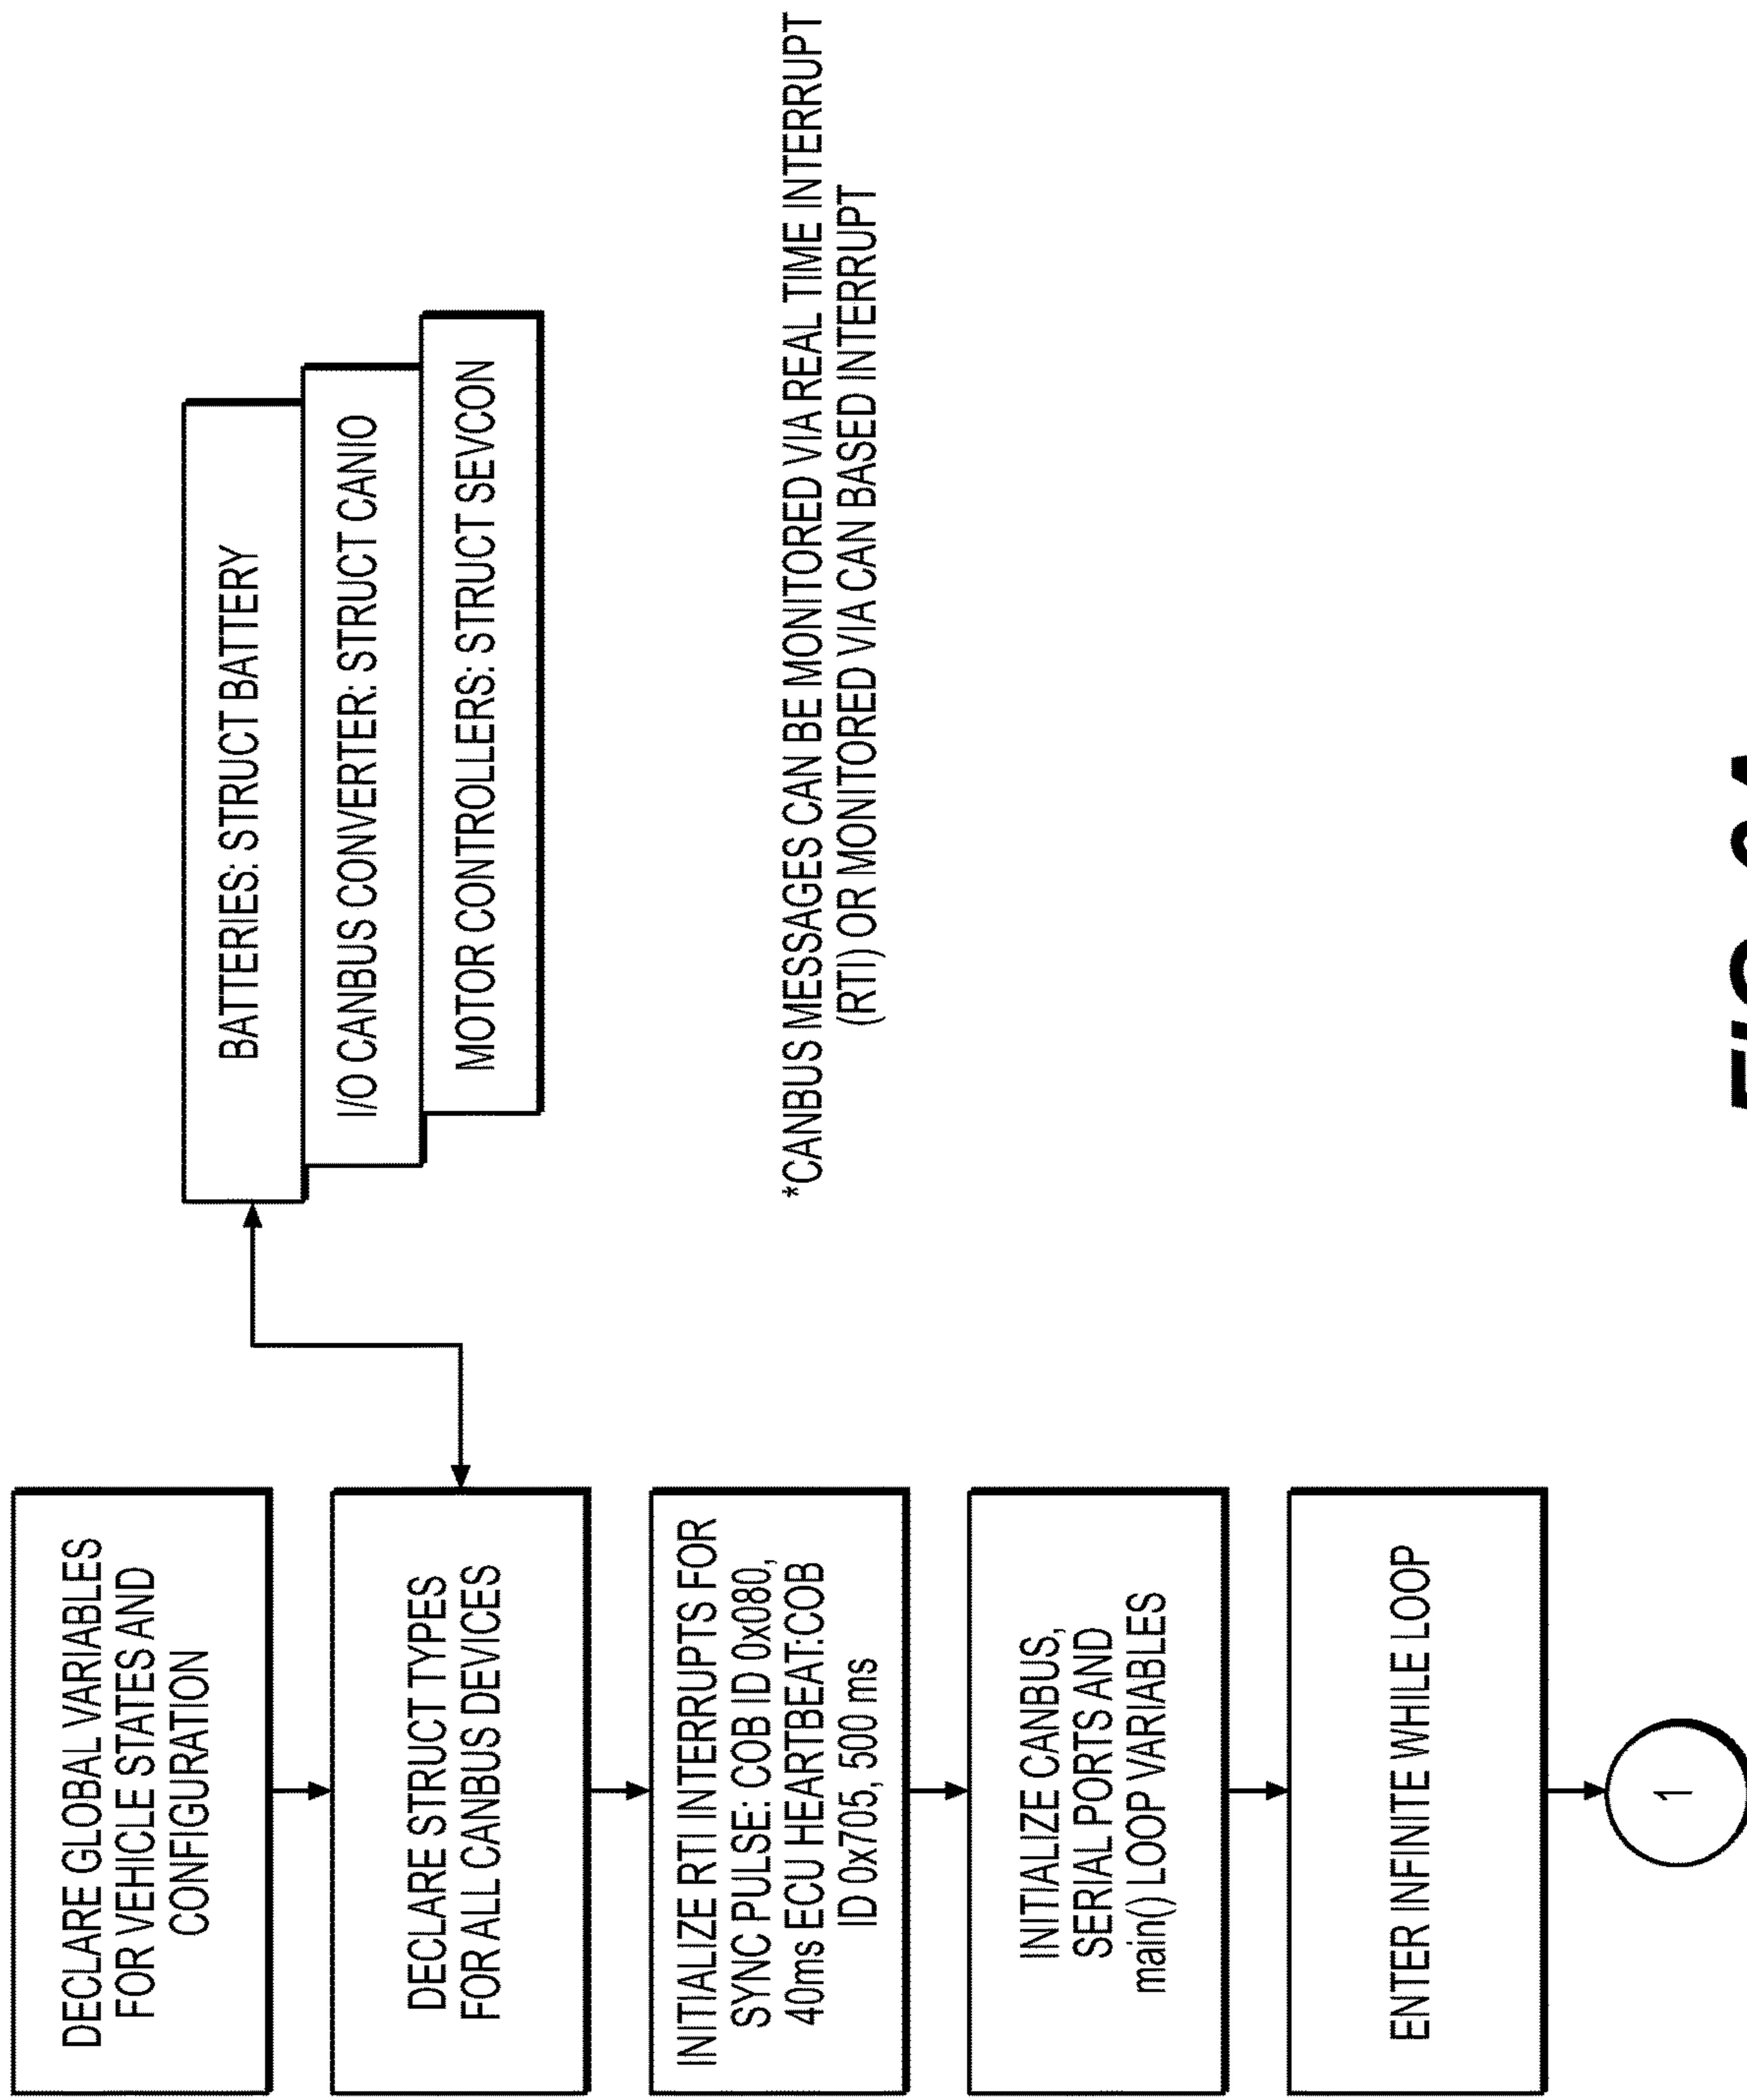 DECLARE GLOBAL VARIABLES
FOR VEHICLE STATES AND
CONFIGURATION
DECLARE STRUCT TYPES
FOR ALL CANBUS DEVICES
BATTERIES: STRUCT BATTERY
I/O CANBUS CONVERTER: STRUCT CANIO
MOTOR CONTROLLERS: STRUCT SEVCON
INITIALIZE RTI INTERRUPTS FOR
SYNC PULSE: COB ID 0x080,
40ms ECU HEARTBEAT:COB
ID 0x705, 500 ms
INITIALIZE CANBUS,
SERIAL PORTS AND
main() LOOP VARIABLES
ENTER INFINITE WHILE LOOP
1
*CANBUS MESSAGES CAN BE MONITORED VIA REAL TIME INTERRUPT
(RTI) OR MONITORED VIA CAN BASED INTERRUPT